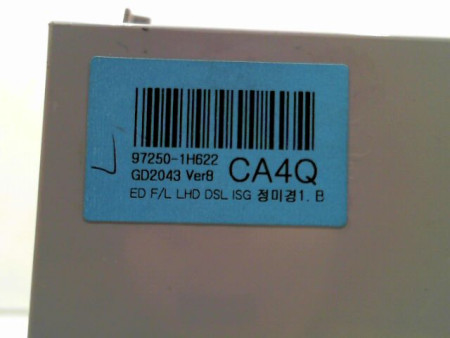 97250-1H622
GD2043 Ver8 CA4Q
ED F/L LHD DSL ISG 정미경1. B